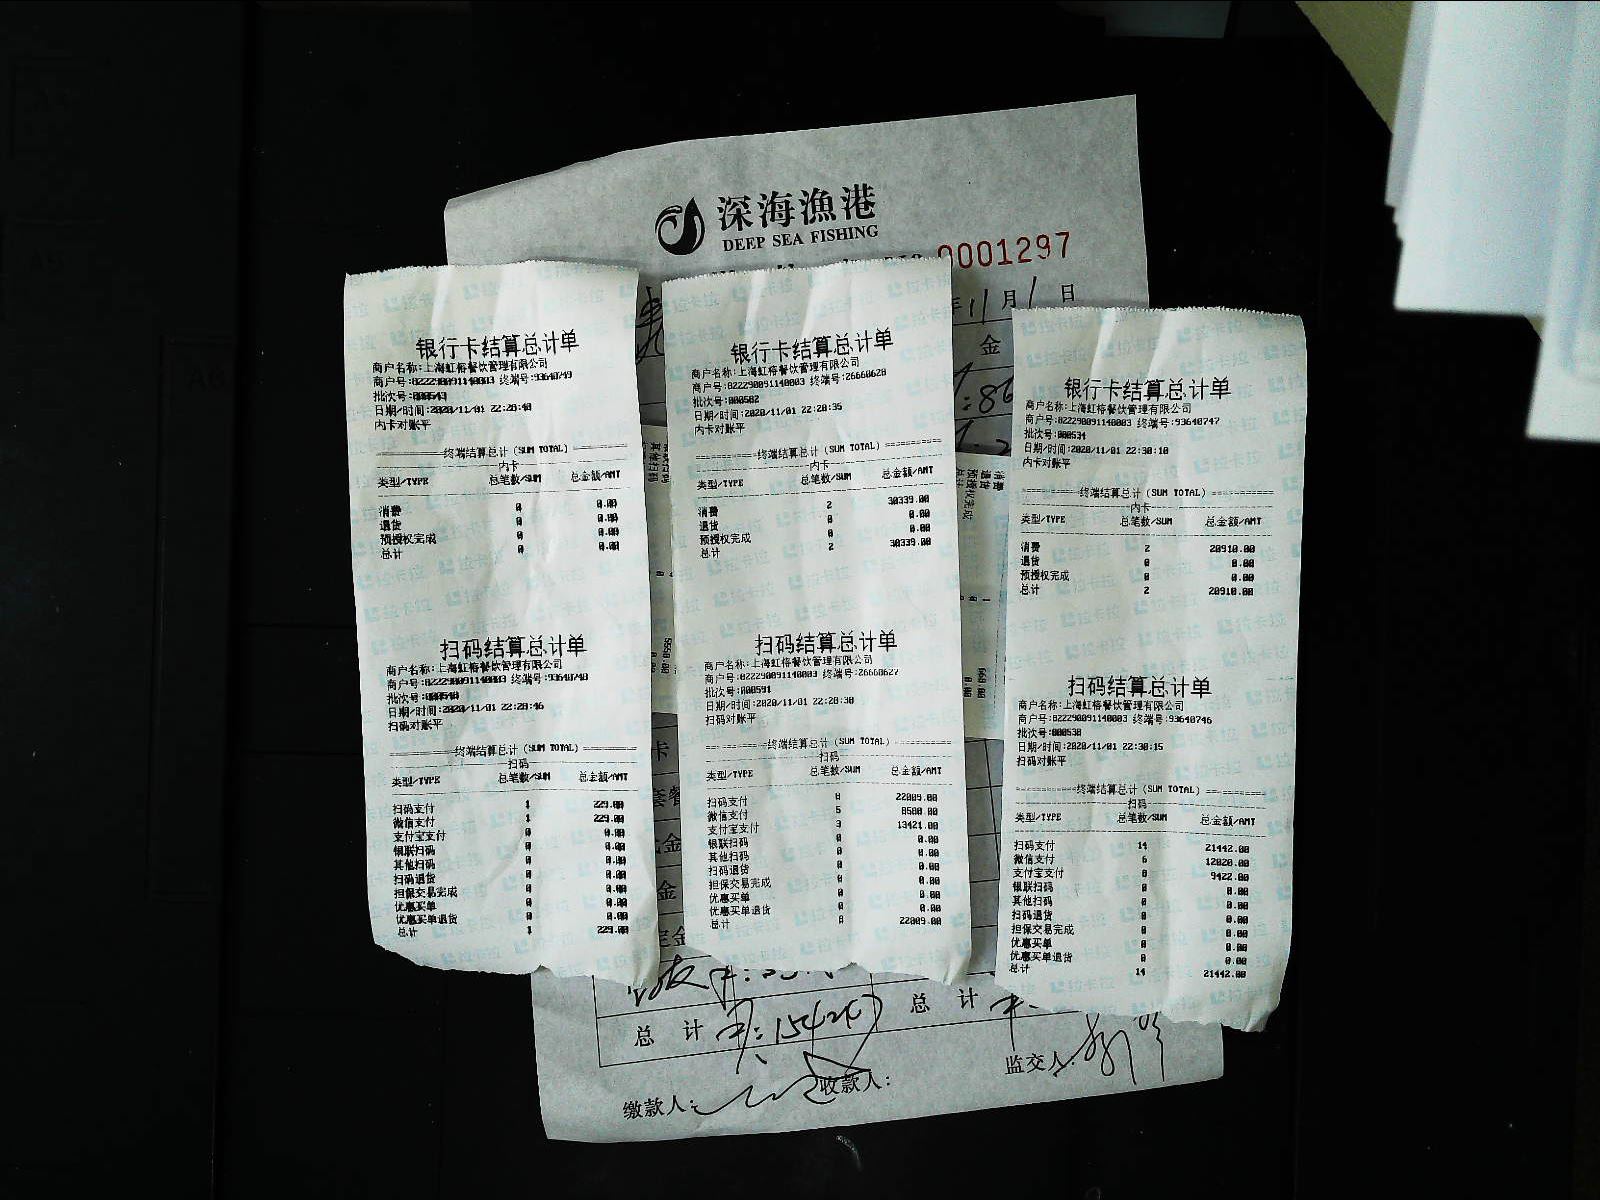 深海漁港
DEEP SEA FISHING
0001297
年11月1日
金
银行卡结算总计单
商户名称:上海虹榕餐饮管理有限公司
商户号:822290091140003 终端号:93640749
批次号:000543
日期/时间:2020/11/01 22:28:40
内卡对账平
终端结算总计(SUM TOTAL)
内卡
类型/TYPE 总笔数/SUM 总金额/AMT
消费 0 0.00
退货 0 0.00
预授权完成 0 0.00
总计 0 0.00
扫码结算总计单
商户名称:上海虹榕餐饮管理有限公司
商户号:822290091140003 终端号:93640748
批次号:000540
日期/时间:2020/11/01 22:28:46
扫码对账平
终端结算总计(SUM TOTAL)
扫码
类型/TYPE 总笔数/SUM 总金额/AMT
扫码支付 1 229.00
微信支付 1 229.00
支付宝支付 0 0.00
银联扫码 0 0.00
其他扫码 0 0.00
扫码退货 0 0.00
担保交易完成 0 0.00
优惠买单 0 0.00
优惠买单退货 0 0.00
总计 1 229.00
银行卡结算总计单
商户名称:上海虹榕餐饮管理有限公司
商户号:822290091140003 终端号:26660628
批次号:000582
日期/时间:2020/11/01 22:28:35
内卡对账平
终端结算总计(SUM TOTAL)
内卡
类型/TYPE 总笔数/SUM 总金额/AMT
消费 2 30339.00
退货 0 0.00
预授权完成 0 0.00
总计 2 30339.00
扫码结算总计单
商户名称:上海虹榕餐饮管理有限公司
商户号:822290091140003 终端号:26660627
批次号:000591
日期/时间:2020/11/01 22:28:30
扫码对账平
终端结算总计(SUM TOTAL)
扫码
类型/TYPE 总笔数/SUM 总金额/AMT
扫码支付 8 22009.00
微信支付 5 8588.00
支付宝支付 3 13421.00
银联扫码 0 0.00
其他扫码 0 0.00
扫码退货 0 0.00
担保交易完成 0 0.00
优惠买单 0 0.00
优惠买单退货 0 0.00
总计 8 22009.00
银行卡结算总计单
商户名称:上海虹榕餐饮管理有限公司
商户号:822290091140003 终端号:93640747
批次号:000534
日期/时间:2020/11/01 22:30:10
内卡对账平
终端结算总计(SUM TOTAL)
内卡
类型/TYPE 总笔数/SUM 总金额/AMT
消费 2 20910.00
退货 0 0.00
预授权完成 0 0.00
总计 2 20910.00
扫码结算总计单
商户名称:上海虹榕餐饮管理有限公司
商户号:822290091140003 终端号:93640746
批次号:000530
日期/时间:2020/11/01 22:30:15
扫码对账平
终端结算总计(SUM TOTAL)
扫码
类型/TYPE 总笔数/SUM 总金额/AMT
扫码支付 14 21442.00
微信支付 6 12020.00
支付宝支付 8 9422.00
银联扫码 0 0.00
其他扫码 0 0.00
扫码退货 0 0.00
担保交易完成 0 0.00
优惠买单 0 0.00
优惠买单退货 0 0.00
总计 14 21442.00
总 计 总 计
缴款人: 收款人: 监交人